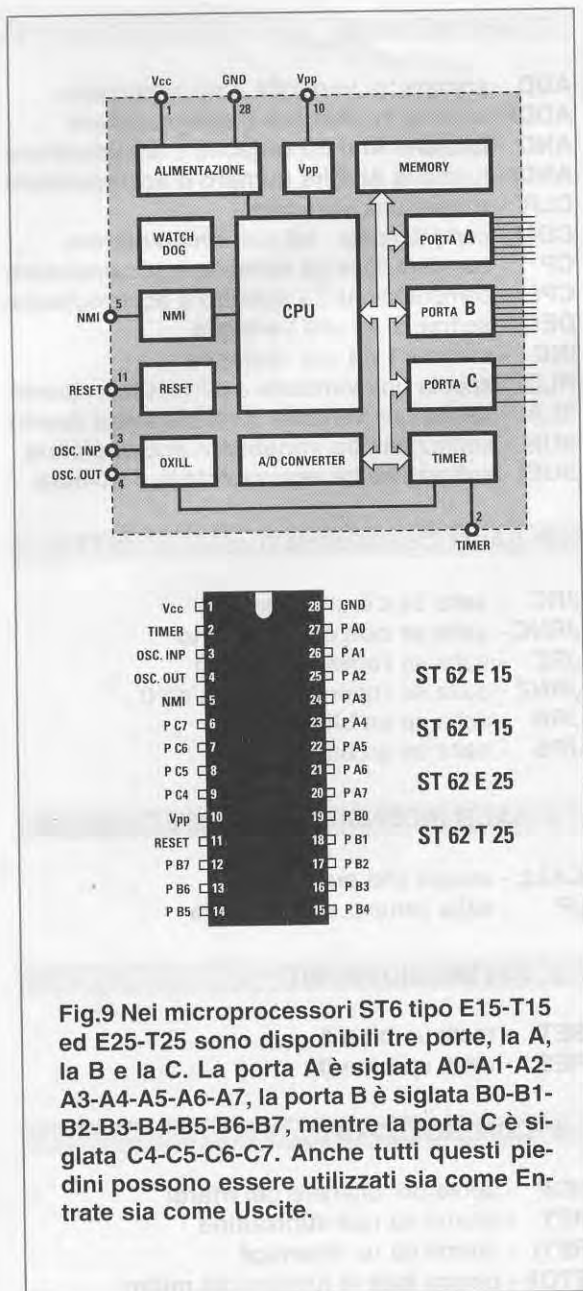 Vcc GND Vpp
1 28 10
ALIMENTAZIONE Vpp MEMORY
WATCH DOG
CPU
PORTA A
5
NMI NMI
PORTA B
11
RESET RESET
PORTA C
3
OSC. INP
OSC. OUT
4
OXILL. A/D CONVERTER TIMER
2
TIMER
Vcc 1 28 GND
TIMER 2 27 P A0
OSC. INP 3 26 P A1
OSC. OUT 4 25 P A2
NMI 5 24 P A3
P C7 6 23 P A4
P C6 7 22 P A5
P C5 8 21 P A6
P C4 9 20 P A7
Vpp 10 19 P B0
RESET 11 18 P B1
P B7 12 17 P B2
P B6 13 16 P B3
P B5 14 15 P B4
ST 62 E 15
ST 62 T 15
ST 62 E 25
ST 62 T 25
Fig.9 Nei microprocessori ST6 tipo E15-T15
ed E25-T25 sono disponibili tre porte, la A,
la B e la C. La porta A è siglata A0-A1-A2-
A3-A4-A5-A6-A7, la porta B è siglata B0-B1-
B2-B3-B4-B5-B6-B7, mentre la porta C è si-
glata C4-C5-C6-C7. Anche tutti questi pie-
dini possono essere utilizzati sia come En-
trate sia come Uscite.